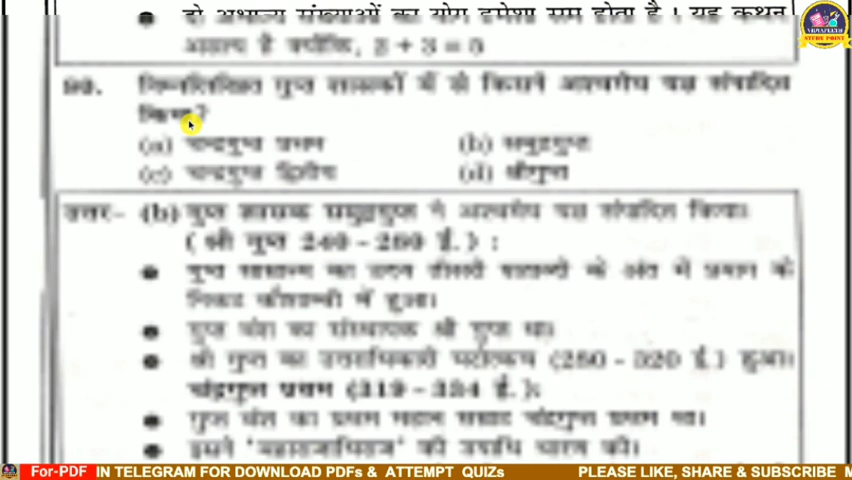 दो अभाज्य संख्याओं का योग हमेशा सम होता है । यह कथन
असत्य है क्योंकि, 2 + 3 = 5
90. निम्नलिखित गुप्त शासकों में से किसने अश्वमेध यज्ञ संपादित
किया?
(a) चन्द्रगुप्त प्रथम (b) समुद्रगुप्त
(c) चन्द्रगुप्त द्वितीय (d) श्रीगुप्त
उत्तर- (b) गुप्त शासक समुद्रगुप्त ने अश्वमेध यज्ञ संपादित किया।
( श्री गुप्त 240 - 280 ई. ) :
गुप्त साम्राज्य का उदय तीसरी शताब्दी के अंत में प्रयाग के
निकट कौशाम्बी में हुआ।
गुप्त वंश का संस्थापक श्री गुप्त था।
श्री गुप्त का उत्तराधिकारी घटोत्कच (280 - 320 ई.) हुआ।
चंद्रगुप्त प्रथम (319 - 334 ई.):
गुप्त वंश का प्रथम महान सम्राट चंद्रगुप्त प्रथम था।
इसने 'महाराजाधिराज' की उपाधि धारण की।
STUDY POINT
For-PDF IN TELEGRAM FOR DOWNLOAD PDFs & ATTEMPT QUIZs PLEASE LIKE, SHARE & SUBSCRIBE M